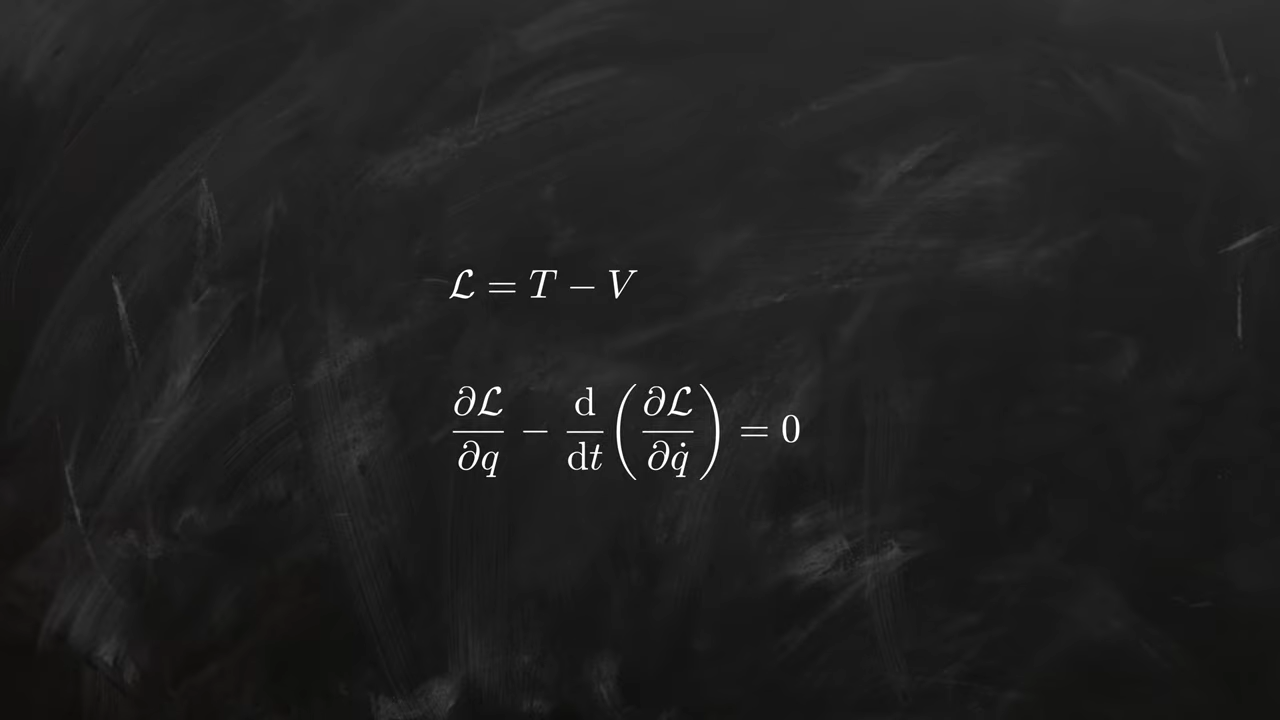 ℒ = T − V
∂ℒ/∂q − d/dt (∂ℒ/∂q̇) = 0